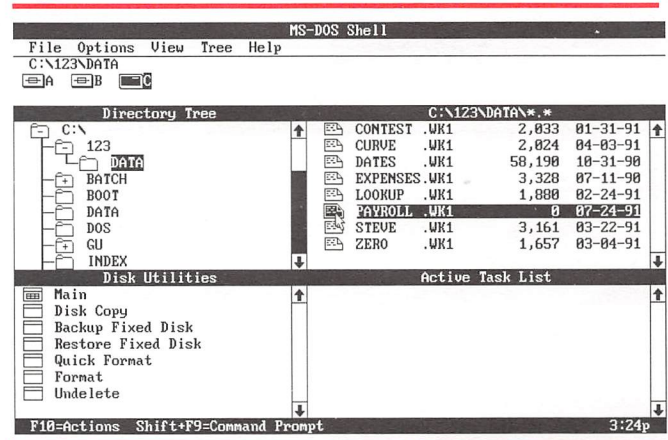 MS-DOS Shell
File Options View Tree Help
C:\123\DATA
A B C
Directory Tree
C:\
123
DATA
BATCH
BOOT
DATA
DOS
GU
INDEX
C:\123\DATA\*.*
CONTEST .WK1 2,033 01-31-91
CURVE .WK1 2,024 04-03-91
DATES .WK1 58,190 10-31-90
EXPENSES.WK1 3,328 07-11-90
LOOKUP .WK1 1,880 02-24-91
PAYROLL .WK1 0 07-24-91
STEVE .WK1 3,161 03-22-91
ZERO .WK1 1,657 03-04-91
Disk Utilities
Main
Disk Copy
Backup Fixed Disk
Restore Fixed Disk
Quick Format
Format
Undelete
Active Task List
F10=Actions Shift+F9=Command Prompt 3:24p